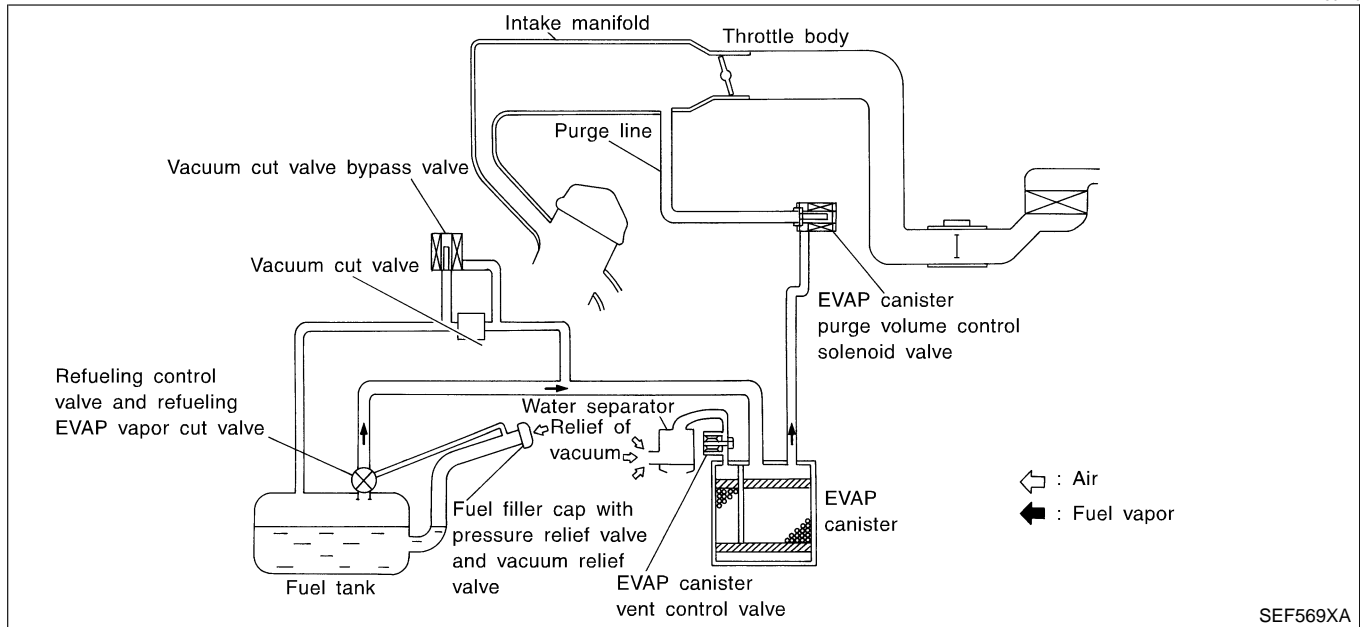 Intake manifold
Throttle body
Purge line
Vacuum cut valve bypass valve
Vacuum cut valve
EVAP canister
purge volume control
solenoid valve
Refueling control
valve and refueling
EVAP vapor cut valve
Water separator
Relief of
vacuum
Fuel filler cap with
pressure relief valve
and vacuum relief
valve
EVAP
canister
: Air
: Fuel vapor
Fuel tank
EVAP canister
vent control valve
SEF569XA